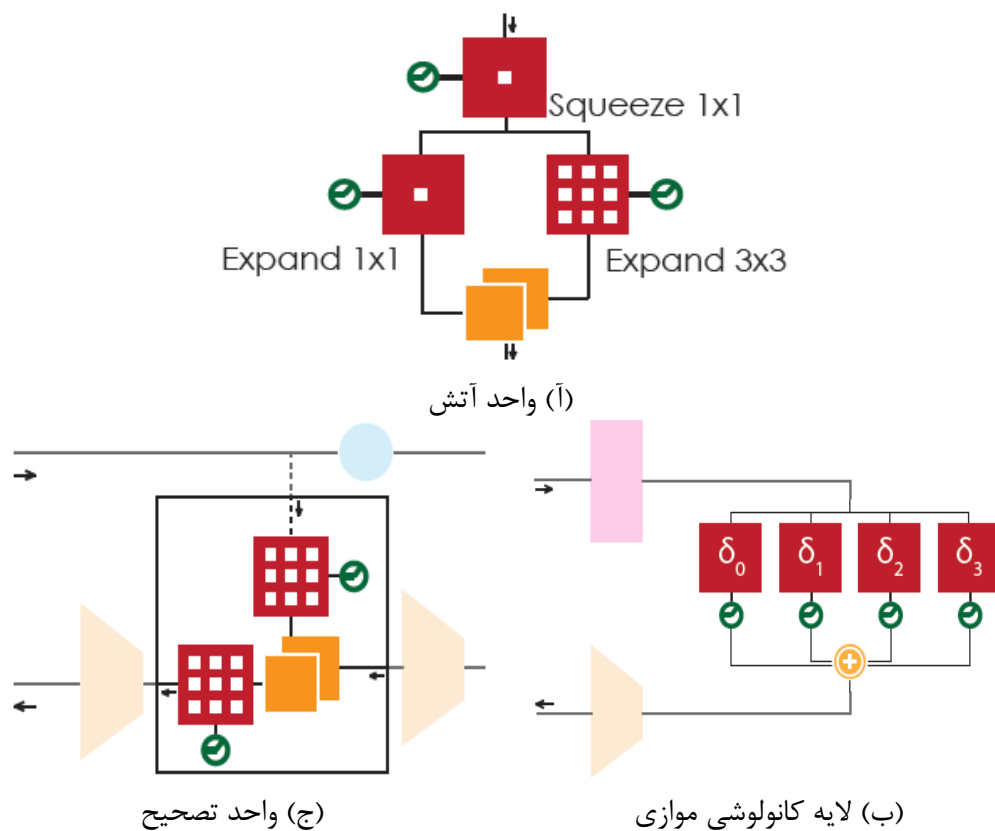 Squeeze 1x1
Expand 1x1
Expand 3x3
(آ) واحد آتش
δ0
δ1
δ2
δ3
(ب) لایه کانولوشی موازی
(ج) واحد تصحیح